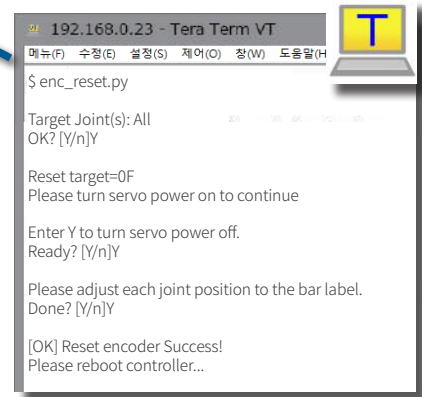 192.168.0.23 - Tera Term VT
메뉴(F) 수정(E) 설정(S) 제어(O) 창(W) 도움말(H
T
$ enc_reset.py
Target Joint(s): All
OK? [Y/n]Y
Reset target=0F
Please turn servo power on to continue
Enter Y to turn servo power off.
Ready? [Y/n]Y
Please adjust each joint position to the bar label.
Done? [Y/n]Y
[OK] Reset encoder Success!
Please reboot controller...